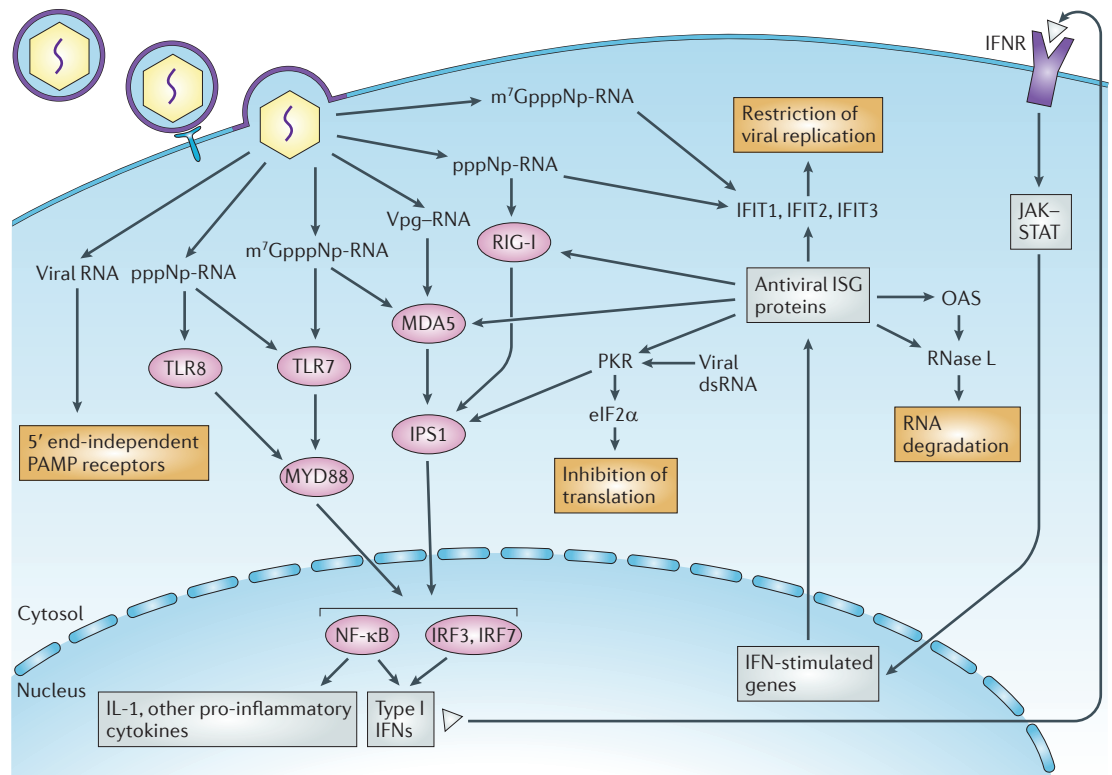 IFNR
m⁷GpppNp-RNA
Restriction of
viral replication
pppNp-RNA
IFIT1, IFIT2, IFIT3
JAK–
STAT
Vpg–RNA
RIG-I
m⁷GpppNp-RNA
Viral RNA
pppNp-RNA
Antiviral ISG
proteins
OAS
MDA5
TLR8
TLR7
PKR
Viral
dsRNA
RNase L
eIF2α
IPS1
5′ end-independent
PAMP receptors
RNA
degradation
MYD88
Inhibition of
translation
Cytosol
NF-κB
IRF3, IRF7
IFN-stimulated
genes
Nucleus
IL-1, other pro-inflammatory
cytokines
Type I
IFNs